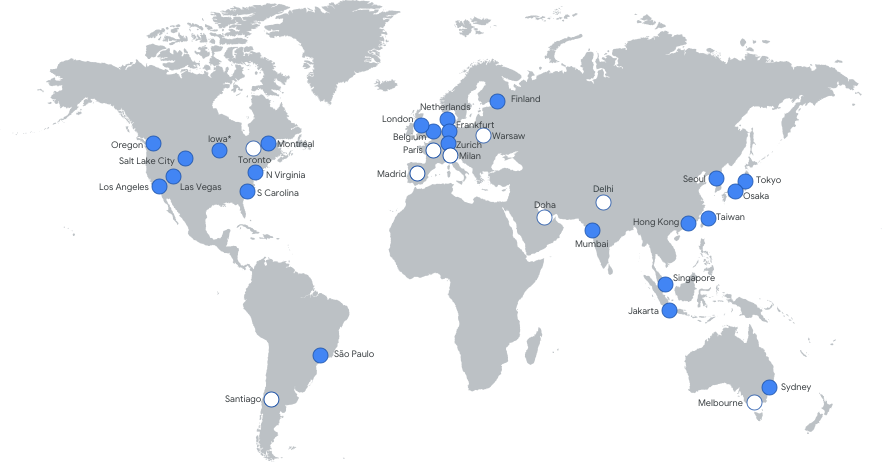 Finland
Netherlands
London
Frankfurt
Belgium
Warsaw
Iowa*
Oregon
Montréal
Zurich
Paris
Milan
Salt Lake City
Toronto
Madrid
N Virginia
Los Angeles
Las Vegas
S Carolina
Seoul
Tokyo
Delhi
Osaka
Doha
Taiwan
Hong Kong
Mumbai
Singapore
Jakarta
São Paulo
Sydney
Santiago
Melbourne